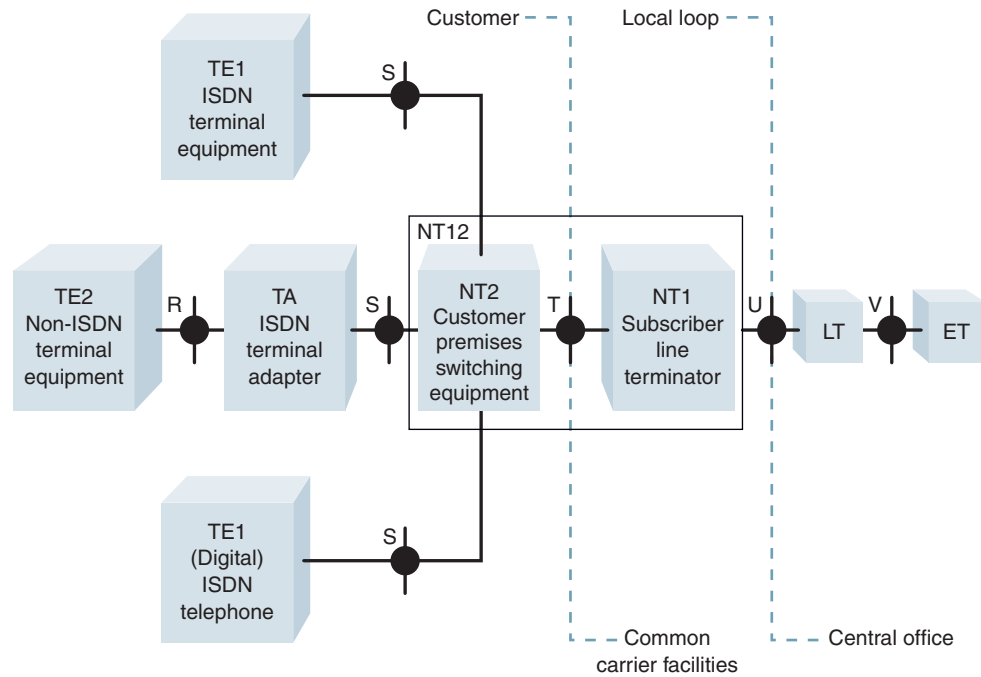 Customer
Local loop
TE1
ISDN
terminal
equipment
S
NT12
TE2
Non-ISDN
terminal
equipment
R
TA
ISDN
terminal
adapter
S
NT2
Customer
premises
switching
equipment
T
NT1
Subscriber
line
terminator
U
LT
V
ET
TE1
(Digital)
ISDN
telephone
S
Common
carrier facilities
Central office